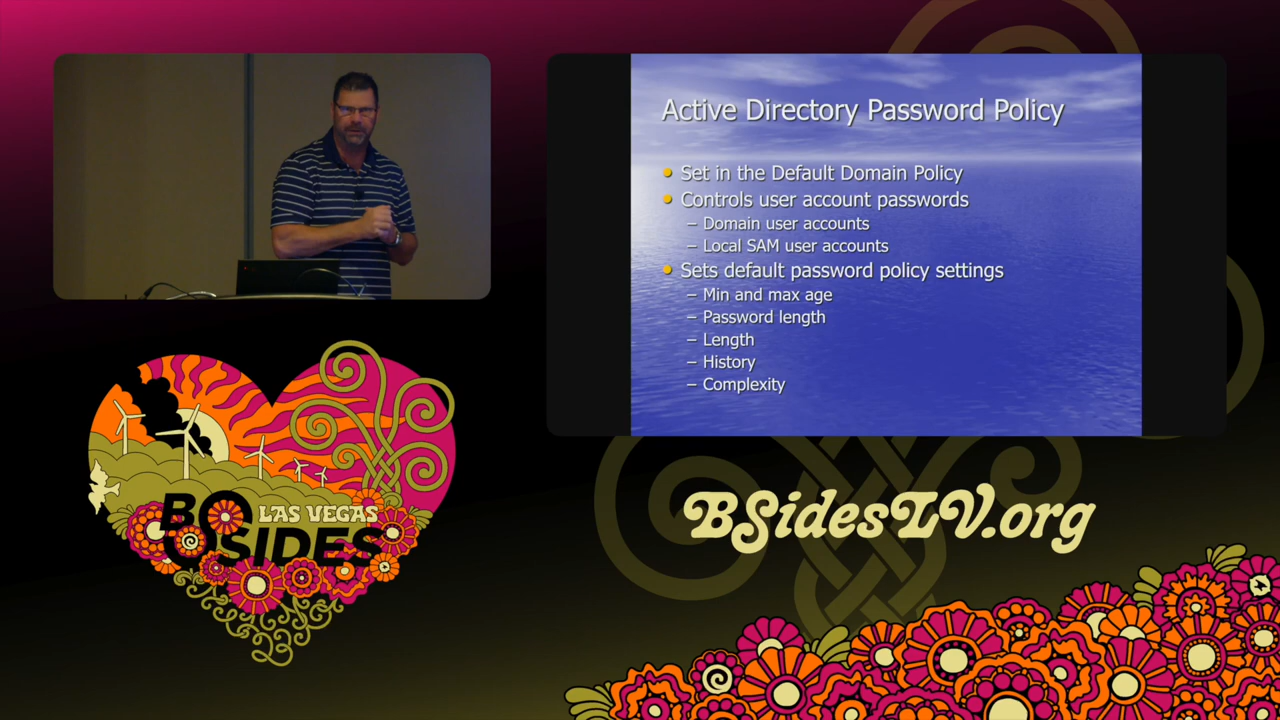 Active Directory Password Policy
• Set in the Default Domain Policy
• Controls user account passwords
– Domain user accounts
– Local SAM user accounts
• Sets default password policy settings
– Min and max age
– Password length
– Length
– History
– Complexity
LAS VEGAS
BSIDES
BSidesLV.org